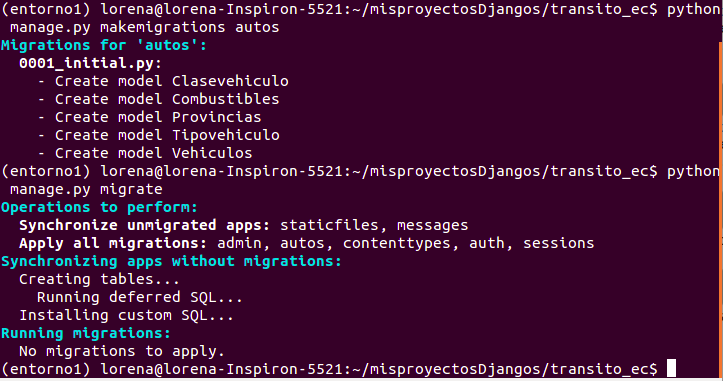 (entorno1) lorena@lorena-Inspiron-5521:~/misproyectosDjangos/transito_ec$ python
 manage.py makemigrations autos
Migrations for 'autos':
  0001_initial.py:
    - Create model Clasevehiculo
    - Create model Combustibles
    - Create model Provincias
    - Create model Tipovehiculo
    - Create model Vehiculos
(entorno1) lorena@lorena-Inspiron-5521:~/misproyectosDjangos/transito_ec$ python
 manage.py migrate
Operations to perform:
  Synchronize unmigrated apps: staticfiles, messages
  Apply all migrations: admin, autos, contenttypes, auth, sessions
Synchronizing apps without migrations:
  Creating tables...
    Running deferred SQL...
  Installing custom SQL...
Running migrations:
  No migrations to apply.
(entorno1) lorena@lorena-Inspiron-5521:~/misproyectosDjangos/transito_ec$